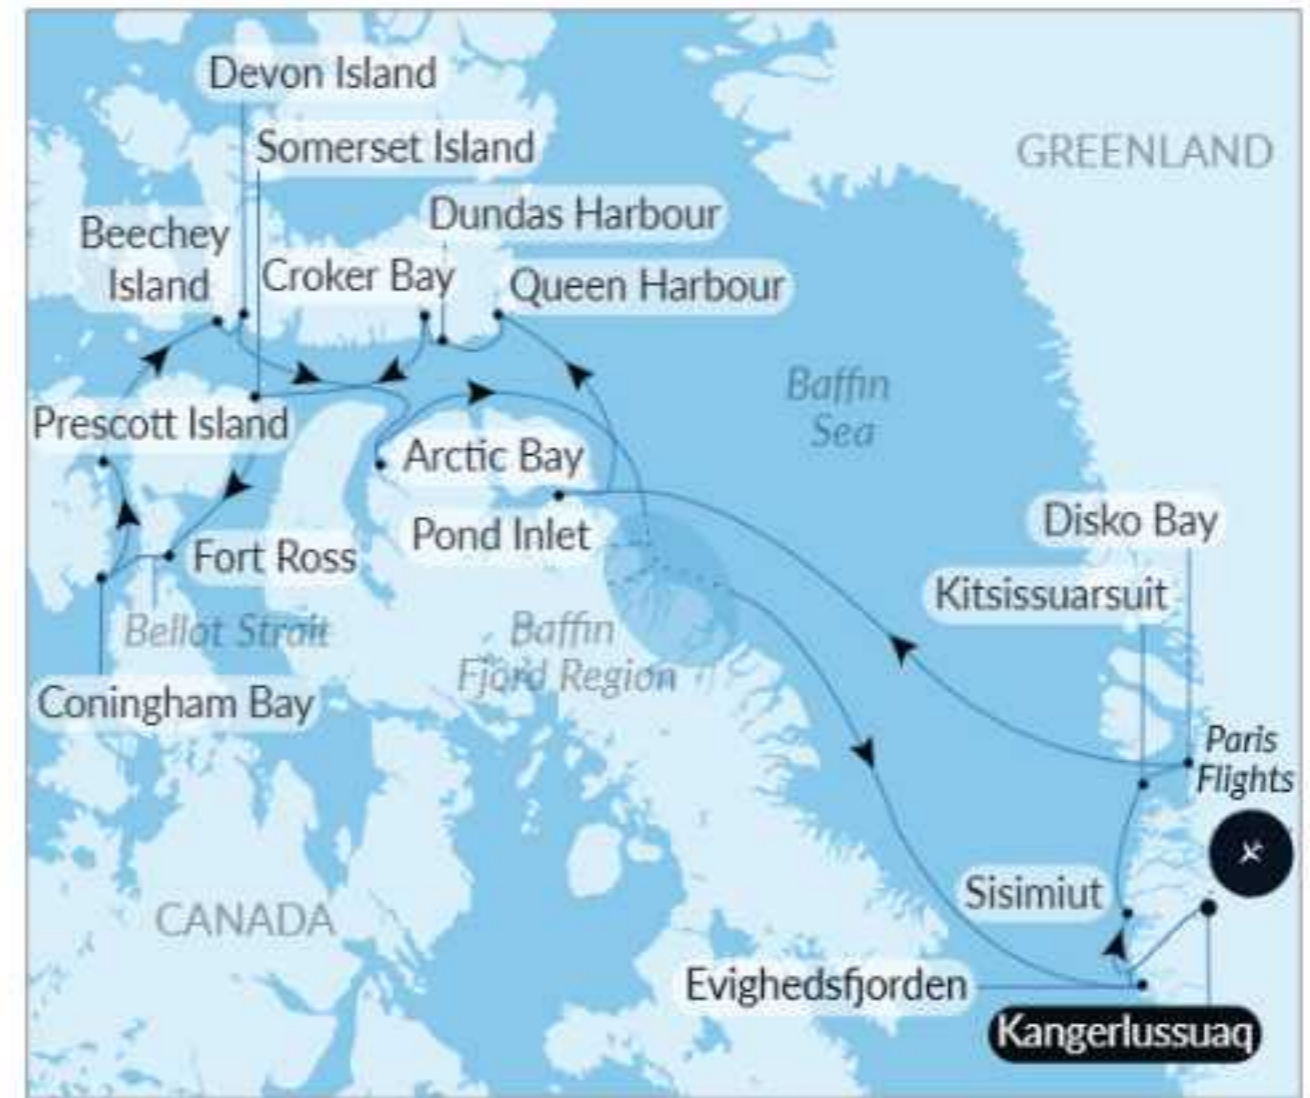 Devon Island
GREENLAND
Somerset Island
Dundas Harbour
Beechey
Island
Croker Bay
Queen Harbour
Baffin
Sea
Prescott Island
Arctic Bay
Pond Inlet
Disko Bay
Fort Ross
Kitsissuarsuit
Bellot Strait
Baffin
Fjord Region
Coningham Bay
Paris
Flights
Sisimiut
CANADA
Evighedsfjorden
Kangerlussuaq